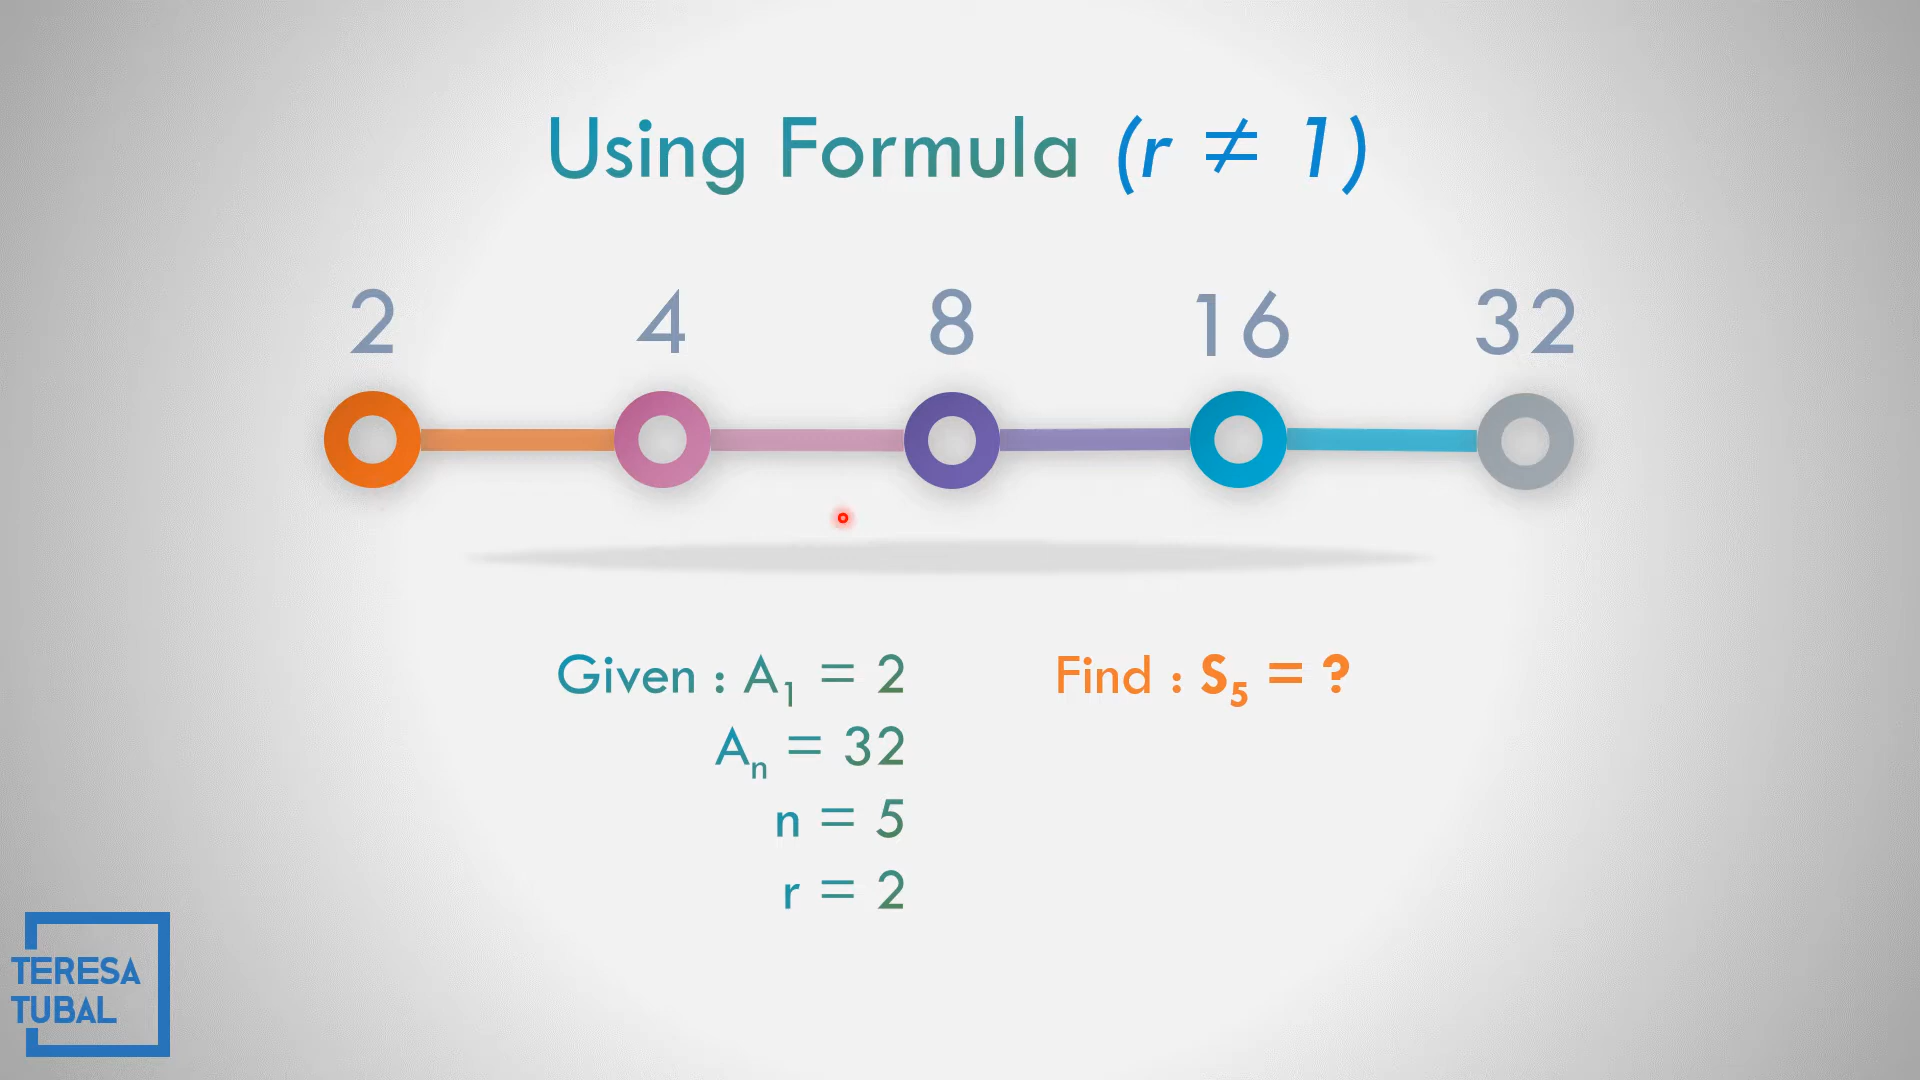 Using Formula (r ≠ 1)
2 4 8 16 32
Given : A₁ = 2
Find : S₅ = ?
Aₙ = 32
n = 5
r = 2
TERESA
TUBAL